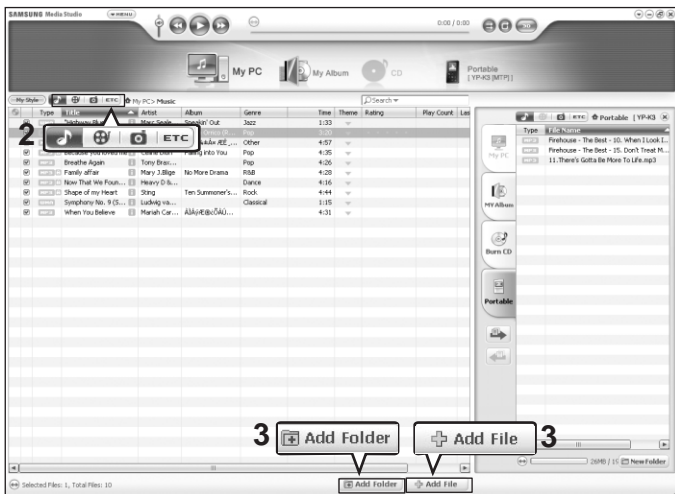 SAMSUNG Media Studio MENU 0:00 / 0:00 3D
My PC My Album CD Portable
[YP-K3 [MTP]]
My Style ETC My PC> Music Search
Type Title Artist Album Genre Time Theme Rating Play Count
2
ETC
Speakin' Out Jazz 1:33
Pop 3:20
Other 4:57
Falling into You Pop 4:35
Breathe Again Tony Brax... Pop 4:26
Family affair Mary J.Blige No More Drama R&B 4:28
Now That We Foun... Heavy D &... Dance 4:16
Shape of my Heart Sting Ten Summoner's... Rock 4:44
Symphony No. 9 (S... Ludwig va... Classical 1:15
When You Believe Mariah Car... 4:31
ETC Portable [ YP-K3
Type File Name
Firehouse - The Best - 10. When I Look I...
Firehouse - The Best - 15. Don't Treat M...
11.There's Gotta Be More To Life.mp3
My PC
MY Album
Burn CD
Portable
3 Add Folder Add File 3
26MB / 15 New Folder
Selected Files: 1, Total Files: 10 Add Folder Add File